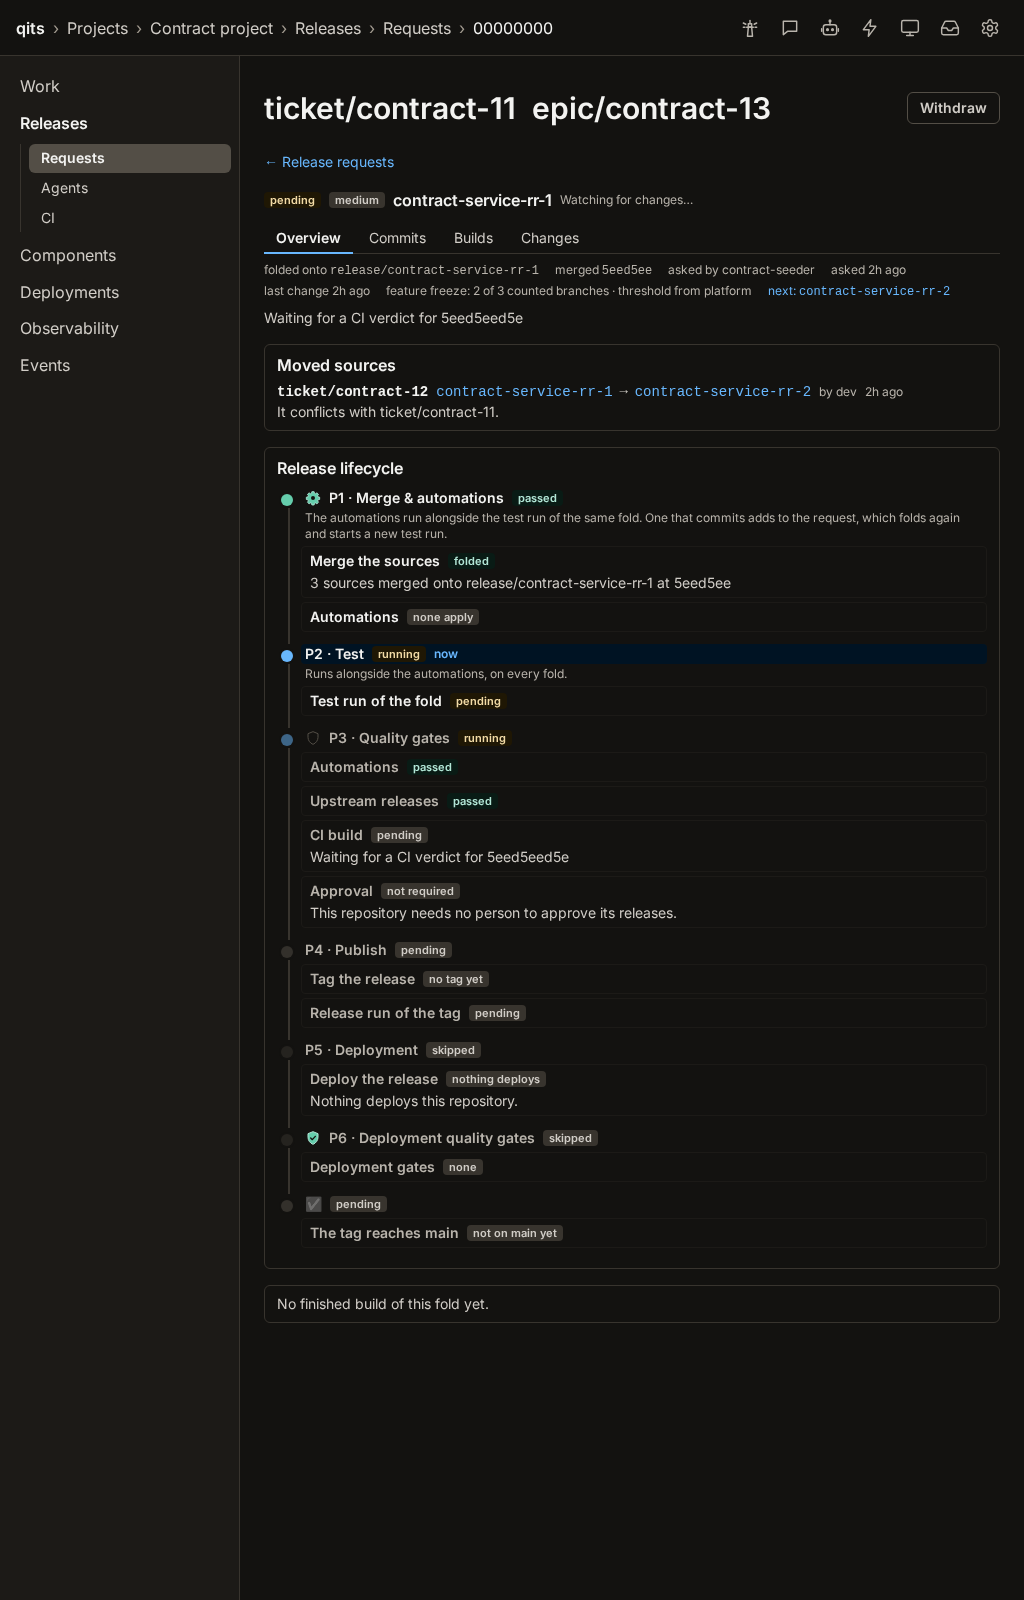 qits › Projects › Contract project › Releases › Requests › 00000000
Work
Releases
Requests
Agents
CI
Components
Deployments
Observability
Events
ticket/contract-11 epic/contract-13
Withdraw
← Release requests
pending medium contract-service-rr-1 Watching for changes…
Overview Commits Builds Changes
folded onto release/contract-service-rr-1 merged 5eed5ee asked by contract-seeder asked 2h ago
last change 2h ago feature freeze: 2 of 3 counted branches · threshold from platform next: contract-service-rr-2
Waiting for a CI verdict for 5eed5eed5e
Moved sources
ticket/contract-12 contract-service-rr-1 → contract-service-rr-2 by dev 2h ago
It conflicts with ticket/contract-11.
Release lifecycle
P1 · Merge & automations passed
The automations run alongside the test run of the same fold. One that commits adds to the request, which folds again
and starts a new test run.
Merge the sources folded
3 sources merged onto release/contract-service-rr-1 at 5eed5ee
Automations none apply
P2 · Test running now
Runs alongside the automations, on every fold.
Test run of the fold pending
P3 · Quality gates running
Automations passed
Upstream releases passed
CI build pending
Waiting for a CI verdict for 5eed5eed5e
Approval not required
This repository needs no person to approve its releases.
P4 · Publish pending
Tag the release no tag yet
Release run of the tag pending
P5 · Deployment skipped
Deploy the release nothing deploys
Nothing deploys this repository.
P6 · Deployment quality gates skipped
Deployment gates none
pending
The tag reaches main not on main yet
No finished build of this fold yet.